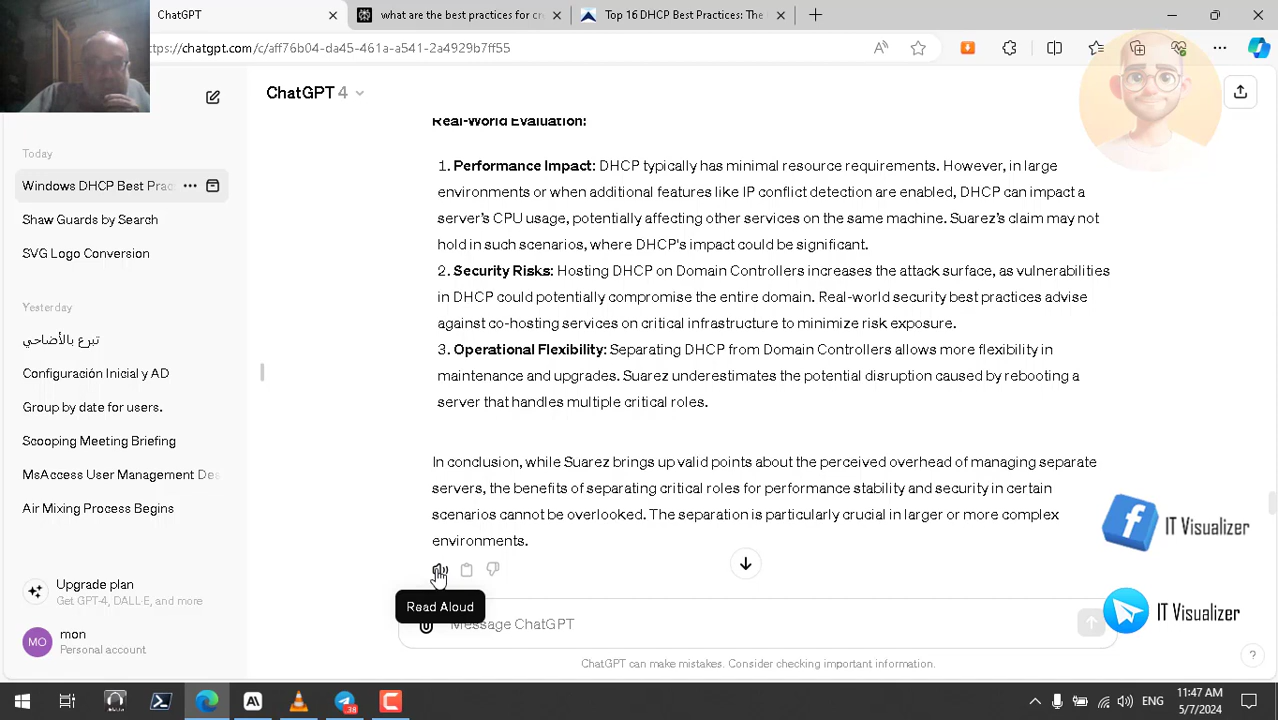 ChatGPT
what are the best practices for cr
Top 16 DHCP Best Practices: The
ttps://chatgpt.com/c/aff76b04-da45-461a-a541-2a4929b7ff55
ChatGPT 4
Today
Windows DHCP Best Prac
Shaw Guards by Search
SVG Logo Conversion
Yesterday
تبرع بالأضاحي
Configuración Inicial y AD
Group by date for users.
Scooping Meeting Briefing
MsAccess User Management Des
Air Mixing Process Begins
Upgrade plan
Get GPT-4, DALL·E, and more
MO
mon
Personal account
Real-World Evaluation:
1. Performance Impact: DHCP typically has minimal resource requirements. However, in large
environments or when additional features like IP conflict detection are enabled, DHCP can impact a
server's CPU usage, potentially affecting other services on the same machine. Suarez's claim may not
hold in such scenarios, where DHCP's impact could be significant.
2. Security Risks: Hosting DHCP on Domain Controllers increases the attack surface, as vulnerabilities
in DHCP could potentially compromise the entire domain. Real-world security best practices advise
against co-hosting services on critical infrastructure to minimize risk exposure.
3. Operational Flexibility: Separating DHCP from Domain Controllers allows more flexibility in
maintenance and upgrades. Suarez underestimates the potential disruption caused by rebooting a
server that handles multiple critical roles.
In conclusion, while Suarez brings up valid points about the perceived overhead of managing separate
servers, the benefits of separating critical roles for performance stability and security in certain
scenarios cannot be overlooked. The separation is particularly crucial in larger or more complex
environments.
Read Aloud
Message ChatGPT
ChatGPT can make mistakes. Consider checking important information.
IT Visualizer
IT Visualizer
?
38
ENG
11:47 AM
5/7/2024